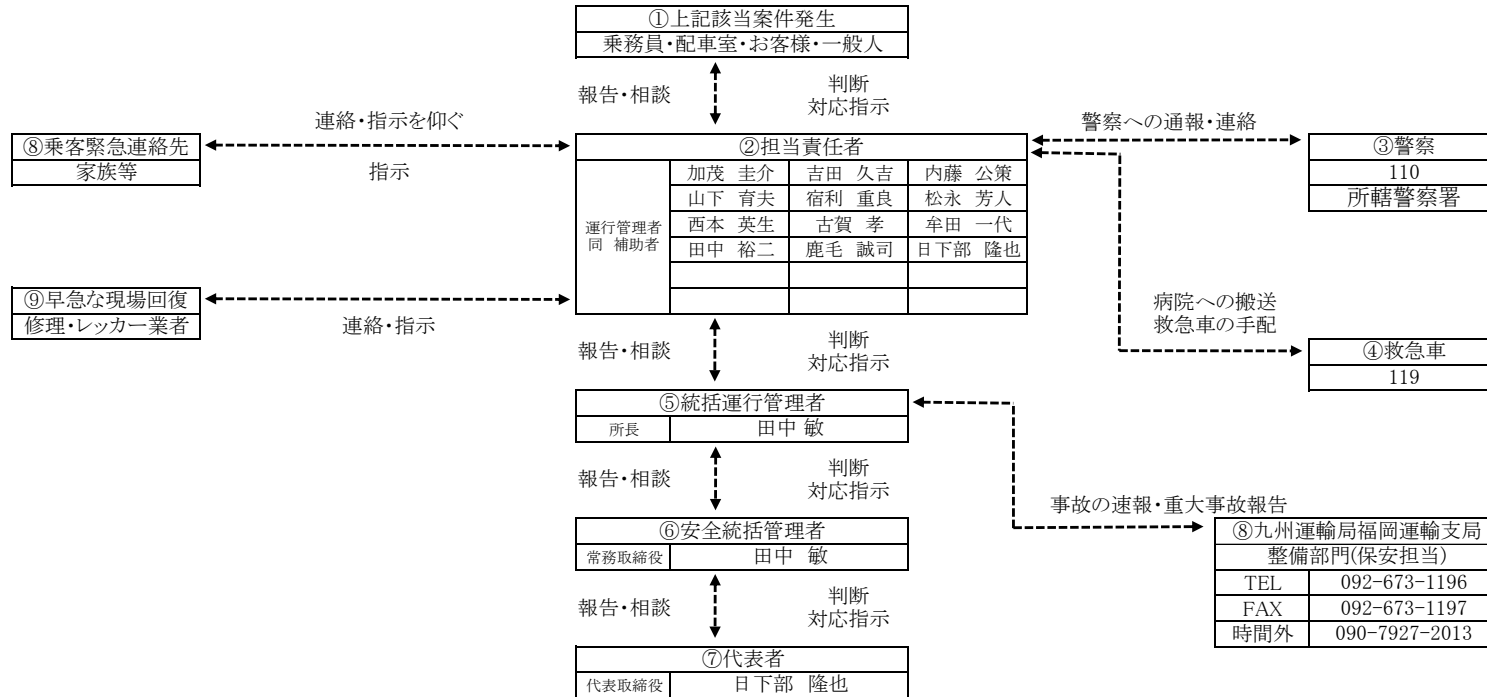 ①上記該当案件発生
乗務員・配車室・お客様・一般人
報告・相談
判断
対応指示
連絡・指示を仰ぐ
警察への通報・連絡
⑧乗客緊急連絡先
家族等
指示
②担当責任者
運行管理者
同 補助者
加茂 圭介 吉田 久吉 内藤 公策
山下 育夫 宿利 重良 松永 芳人
西本 英生 古賀 孝 牟田 一代
田中 裕二 鹿毛 誠司 日下部 隆也
③警察
110
所轄警察署
⑨早急な現場回復
修理・レッカー業者
連絡・指示
病院への搬送
救急車の手配
④救急車
119
報告・相談
判断
対応指示
⑤統括運行管理者
所長 田中 敏
報告・相談
判断
対応指示
事故の速報・重大事故報告
⑥安全統括管理者
常務取締役 田中 敏
⑧九州運輸局福岡運輸支局
整備部門(保安担当)
TEL 092-673-1196
FAX 092-673-1197
時間外 090-7927-2013
報告・相談
判断
対応指示
⑦代表者
代表取締役 日下部 隆也